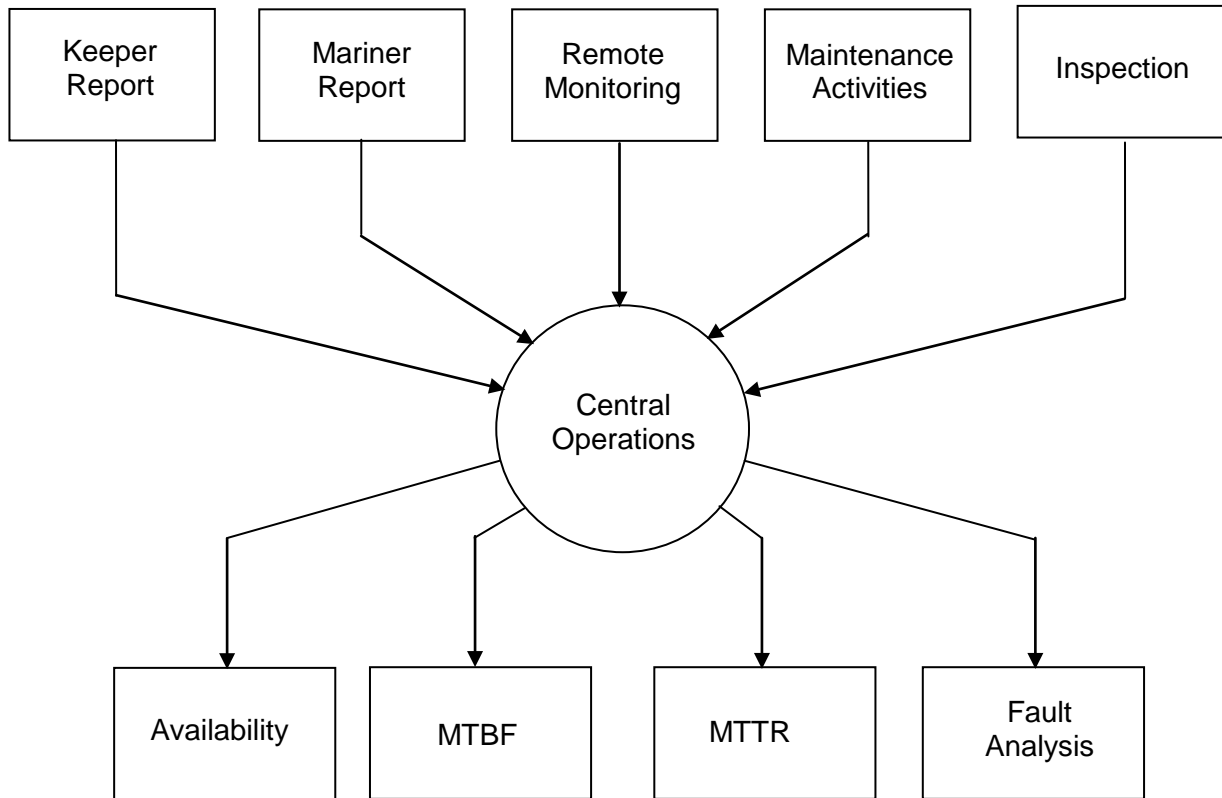 Keeper
Report
Mariner
Report
Remote
Monitoring
Maintenance
Activities
Inspection
Central
Operations
Availability
MTBF
MTTR
Fault
Analysis